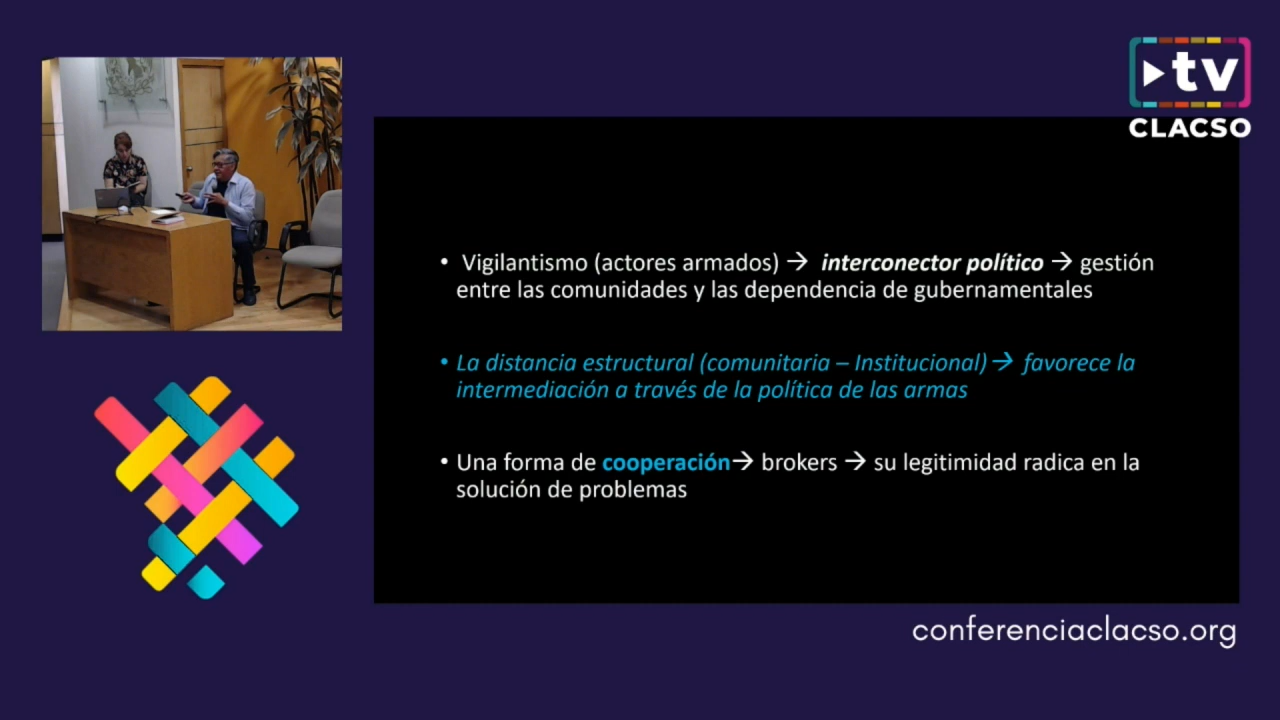 tv
CLACSO
• Vigilantismo (actores armados) → interconector político → gestión
entre las comunidades y las dependencia de gubernamentales
• La distancia estructural (comunitaria – Institucional) → favorece la
intermediación a través de la política de las armas
• Una forma de cooperación→ brokers → su legitimidad radica en la
solución de problemas
conferenciaclacso.org